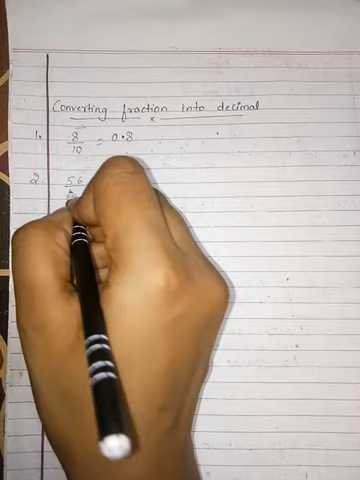 Converting fraction Into decimal
1. 8/10 = 0.8
2. 56